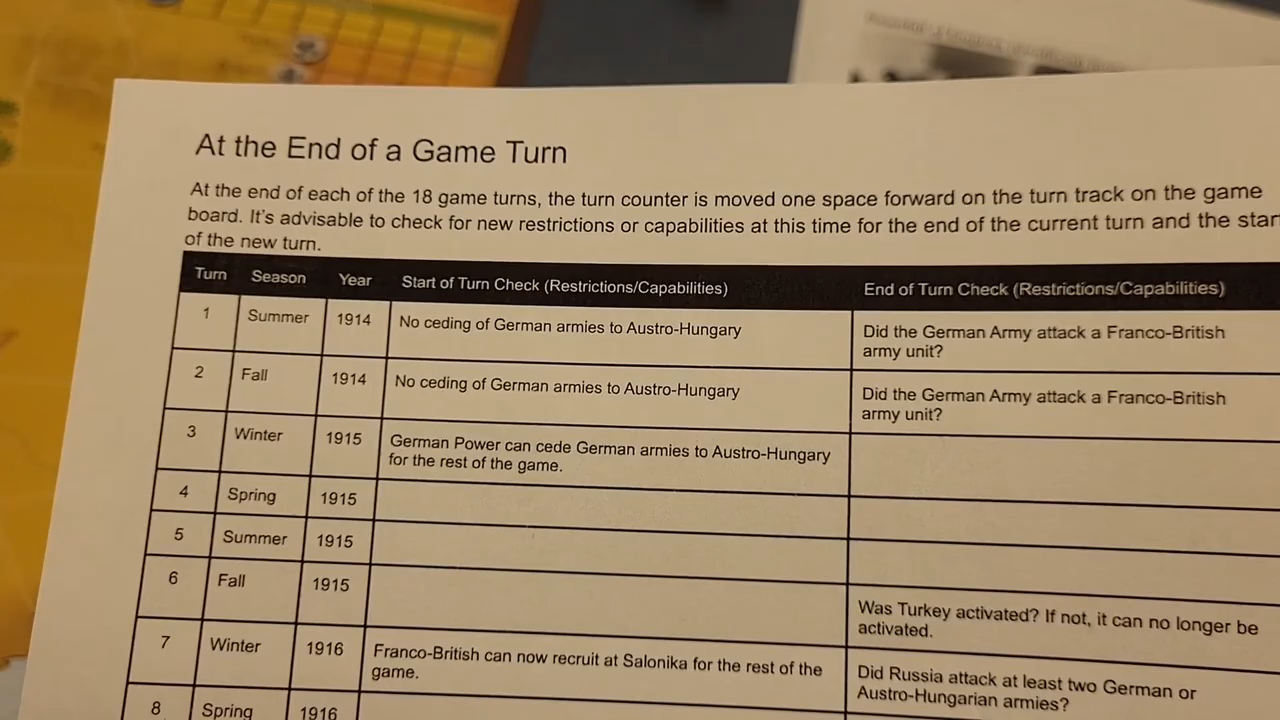 At the End of a Game Turn
At the end of each of the 18 game turns, the turn counter is moved one space forward on the turn track on the game
board. It's advisable to check for new restrictions or capabilities at this time for the end of the current turn and the star
of the new turn.
Turn Season Year Start of Turn Check (Restrictions/Capabilities) End of Turn Check (Restrictions/Capabilities)
1 Summer 1914 No ceding of German armies to Austro-Hungary Did the German Army attack a Franco-British
army unit?
2 Fall 1914 No ceding of German armies to Austro-Hungary Did the German Army attack a Franco-British
army unit?
3 Winter 1915 German Power can cede German armies to Austro-Hungary
for the rest of the game.
4 Spring 1915
5 Summer 1915
6 Fall 1915 Was Turkey activated? If not, it can no longer be
activated.
7 Winter 1916 Franco-British can now recruit at Salonika for the rest of the
game. Did Russia attack at least two German or
Austro-Hungarian armies?
8 Spring 1916